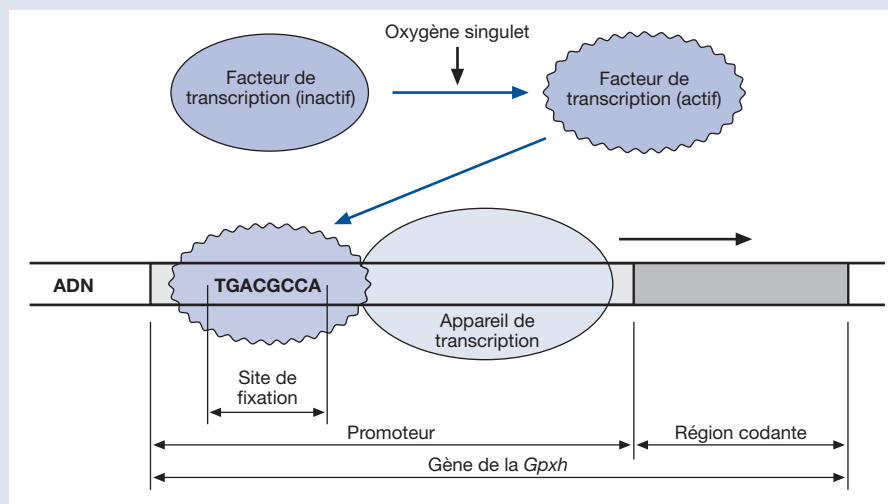 Oxygène singulet
Facteur de
transcription (inactif)
Facteur de
transcription (actif)
ADN
TGACGCCA
Appareil de
transcription
Site de
fixation
Promoteur
Région codante
Gène de la Gpxh